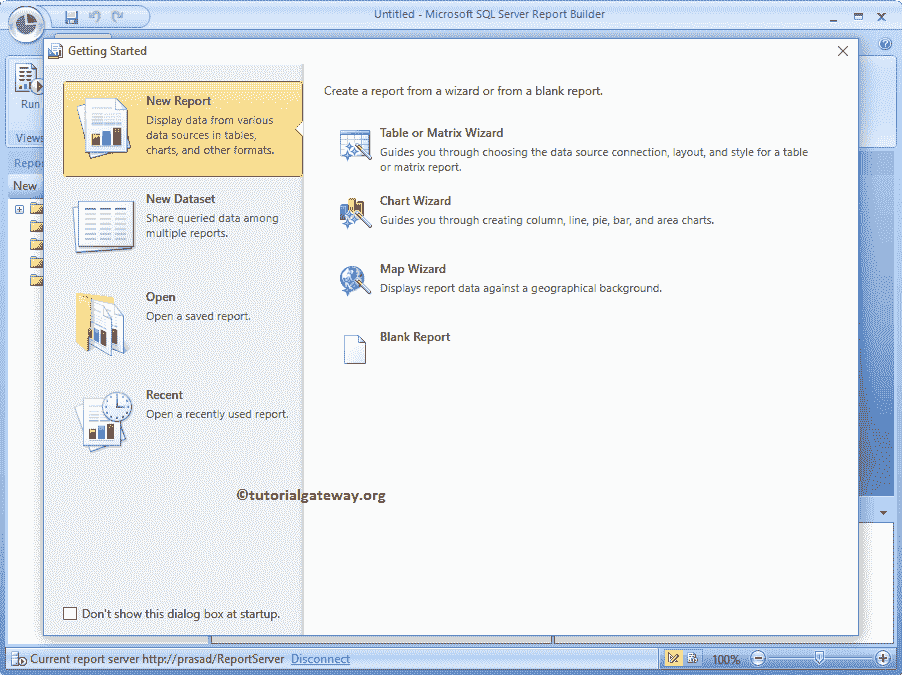 Untitled - Microsoft SQL Server Report Builder
Getting Started
Run
Views
Repor
New
New Report
Display data from various
data sources in tables,
charts, and other formats.
New Dataset
Share queried data among
multiple reports.
Open
Open a saved report.
Recent
Open a recently used report.
Create a report from a wizard or from a blank report.
Table or Matrix Wizard
Guides you through choosing the data source connection, layout, and style for a table
or matrix report.
Chart Wizard
Guides you through creating column, line, pie, bar, and area charts.
Map Wizard
Displays report data against a geographical background.
Blank Report
©tutorialgateway.org
Don't show this dialog box at startup.
Current report server http://prasad/ReportServer Disconnect
100%